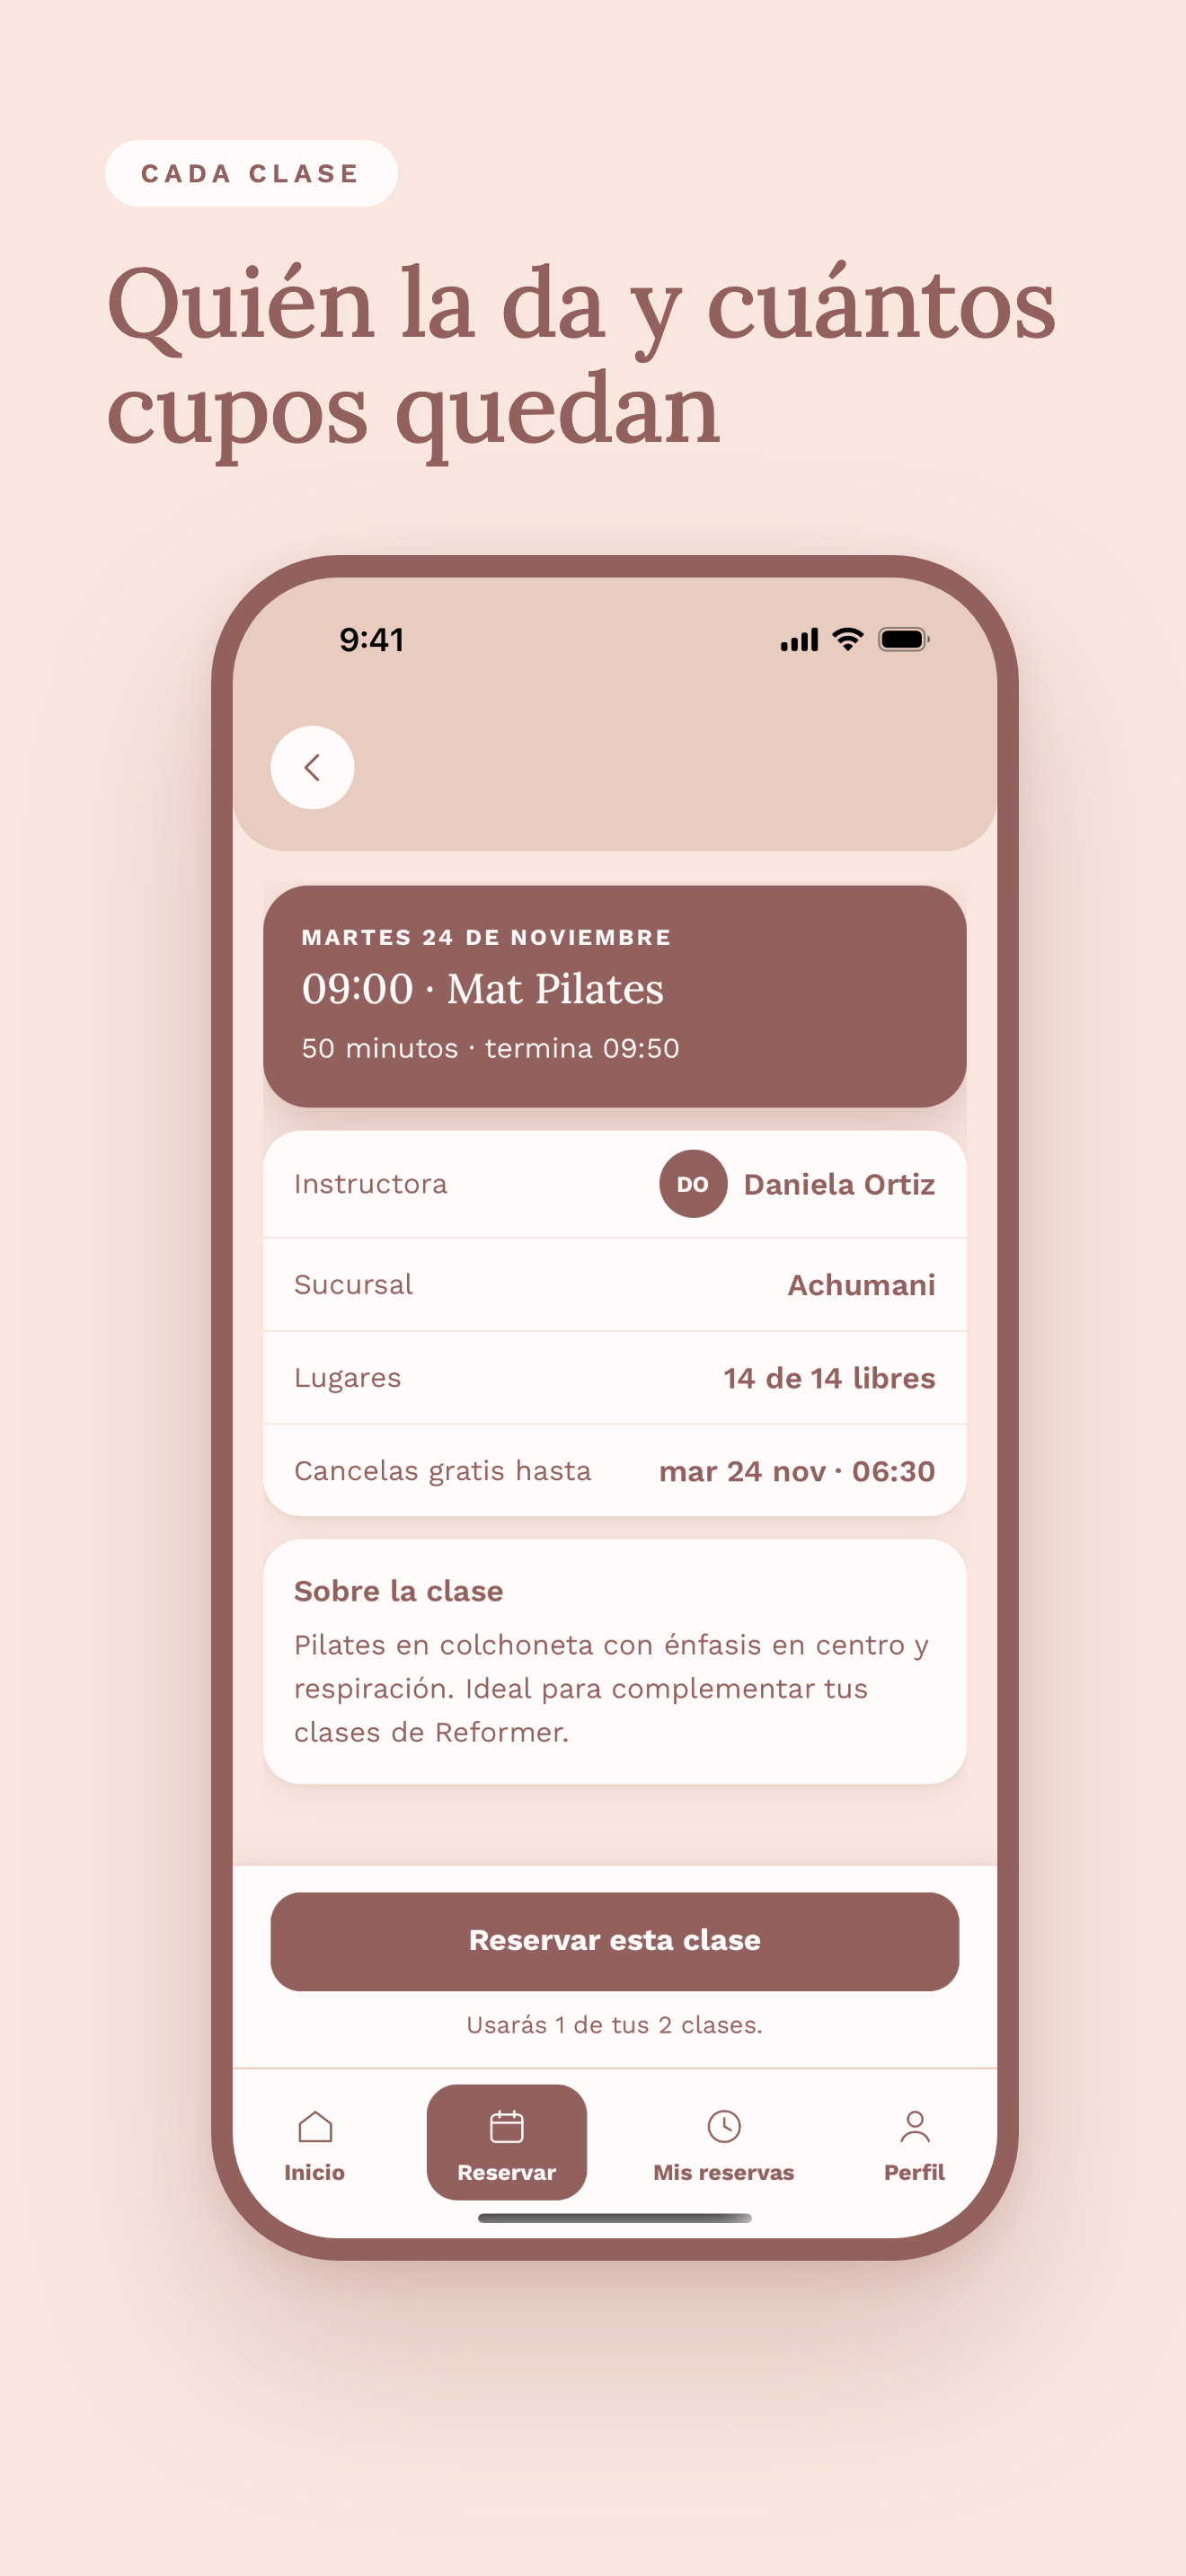 CADA CLASE
Quién la da y cuántos
cupos quedan
9:41
MARTES 24 DE NOVIEMBRE
09:00 · Mat Pilates
50 minutos · termina 09:50
Instructora DO Daniela Ortiz
Sucursal Achumani
Lugares 14 de 14 libres
Cancelas gratis hasta mar 24 nov · 06:30
Sobre la clase
Pilates en colchoneta con énfasis en centro y
respiración. Ideal para complementar tus
clases de Reformer.
Reservar esta clase
Usarás 1 de tus 2 clases.
Inicio Reservar Mis reservas Perfil